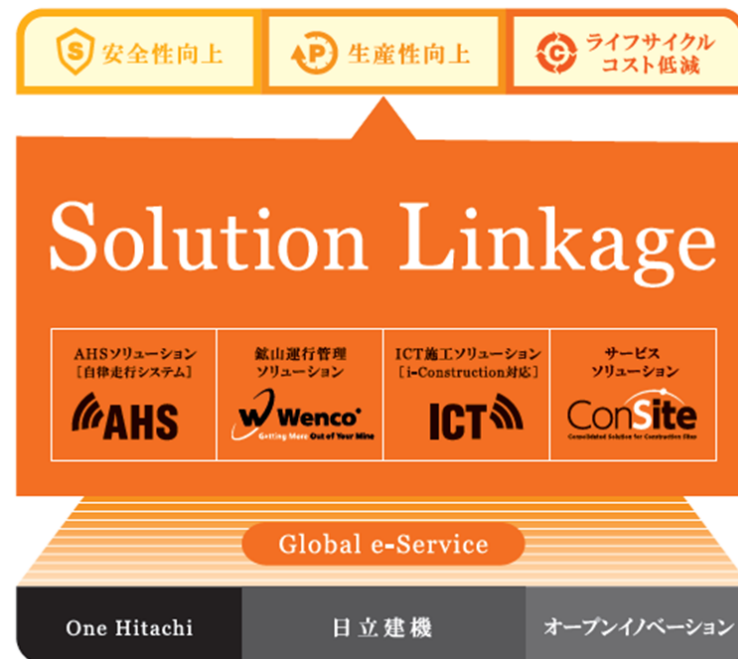 S 安全性向上
P 生産性向上
C ライフサイクル
コスト低減
Solution Linkage
AHSソリューション
［自律走行システム］
AHS
鉱山運行管理
ソリューション
Wenco
Getting More Out of Your Mine
ICT施工ソリューション
［i-Construction対応］
ICT
サービス
ソリューション
ConSite
Consolidated Solution for Construction Sites
Global e-Service
One Hitachi
日立建機
オープンイノベーション